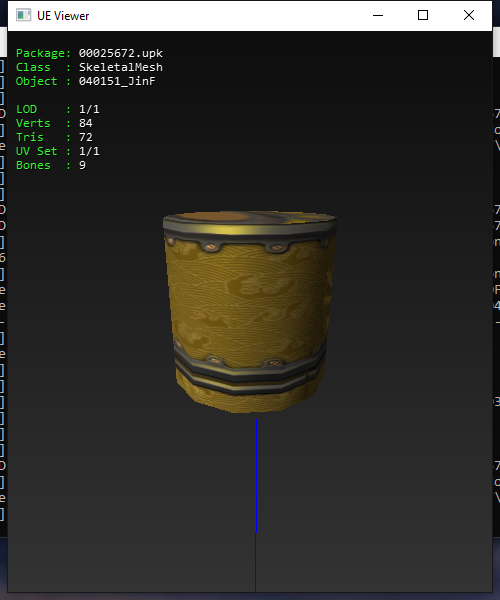 UE Viewer
Package: 00025672.upk
Class : SkeletalMesh
Object : 040151_JinF
LOD : 1/1
Verts : 84
Tris : 72
UV Set : 1/1
Bones : 9